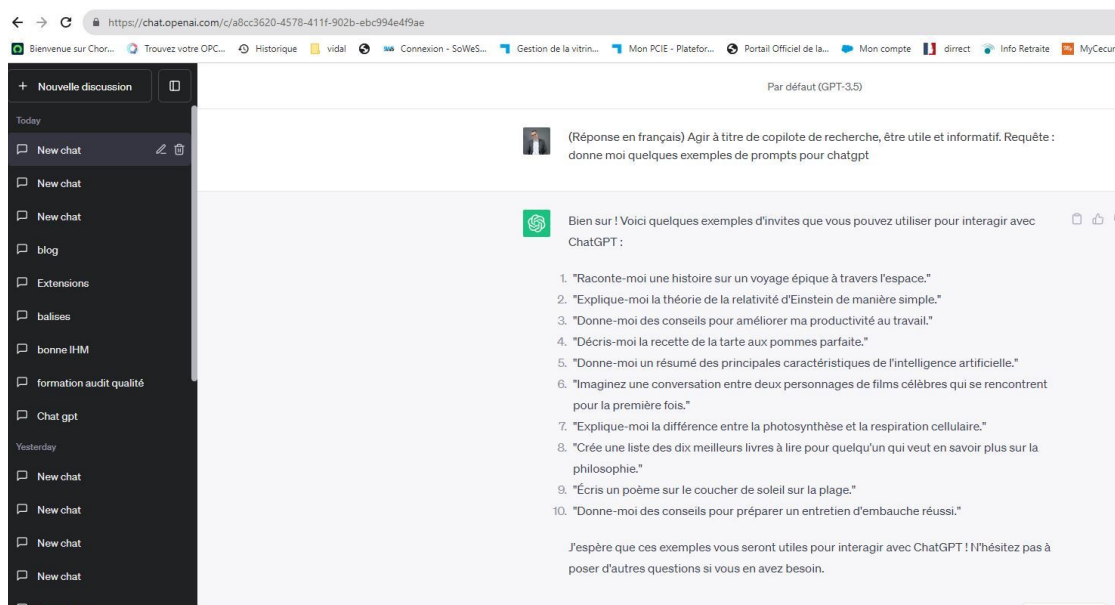 https://chat.openai.com/c/a8cc3620-4578-411f-902b-ebc994e4f9ae
Bienvenue sur Chor... Trouvez votre OPC... Historique vidal Connexion - SoWeS... Gestion de la vitrin... Mon PCIE - Platefor... Portail Officiel de la... Mon compte dirrect Info Retraite MyCecur
+ Nouvelle discussion
Par défaut (GPT-3.5)
Today
New chat
New chat
New chat
blog
Extensions
balises
bonne IHM
formation audit qualité
Chat gpt
Yesterday
New chat
New chat
New chat
New chat
(Réponse en français) Agir à titre de copilote de recherche, être utile et informatif. Requête :
donne moi quelques exemples de prompts pour chatgpt
Bien sur ! Voici quelques exemples d'invites que vous pouvez utiliser pour interagir avec
ChatGPT :
1. "Raconte-moi une histoire sur un voyage épique à travers l'espace."
2. "Explique-moi la théorie de la relativité d'Einstein de manière simple."
3. "Donne-moi des conseils pour améliorer ma productivité au travail."
4. "Décris-moi la recette de la tarte aux pommes parfaite."
5. "Donne-moi un résumé des principales caractéristiques de l'intelligence artificielle."
6. "Imaginez une conversation entre deux personnages de films célèbres qui se rencontrent
pour la première fois."
7. "Explique-moi la différence entre la photosynthèse et la respiration cellulaire."
8. "Crée une liste des dix meilleurs livres à lire pour quelqu'un qui veut en savoir plus sur la
philosophie."
9. "Écris un poème sur le coucher de soleil sur la plage."
10. "Donne-moi des conseils pour préparer un entretien d'embauche réussi."
J'espère que ces exemples vous seront utiles pour interagir avec ChatGPT ! N'hésitez pas à
poser d'autres questions si vous en avez besoin.